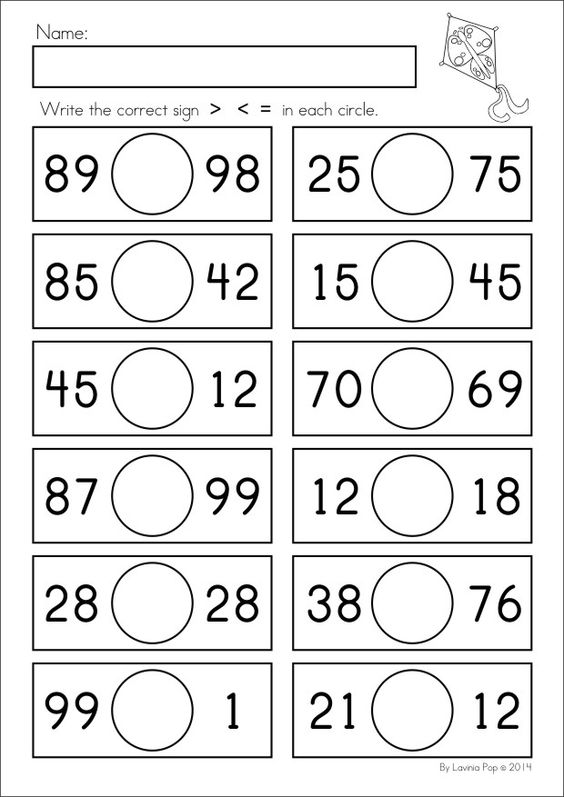 Name:
Write the correct sign > < = in each circle.
89 98 25 75
85 42 15 45
45 12 70 69
87 99 12 18
28 28 38 76
99 1 21 12
By Lavinia Pop © 2014